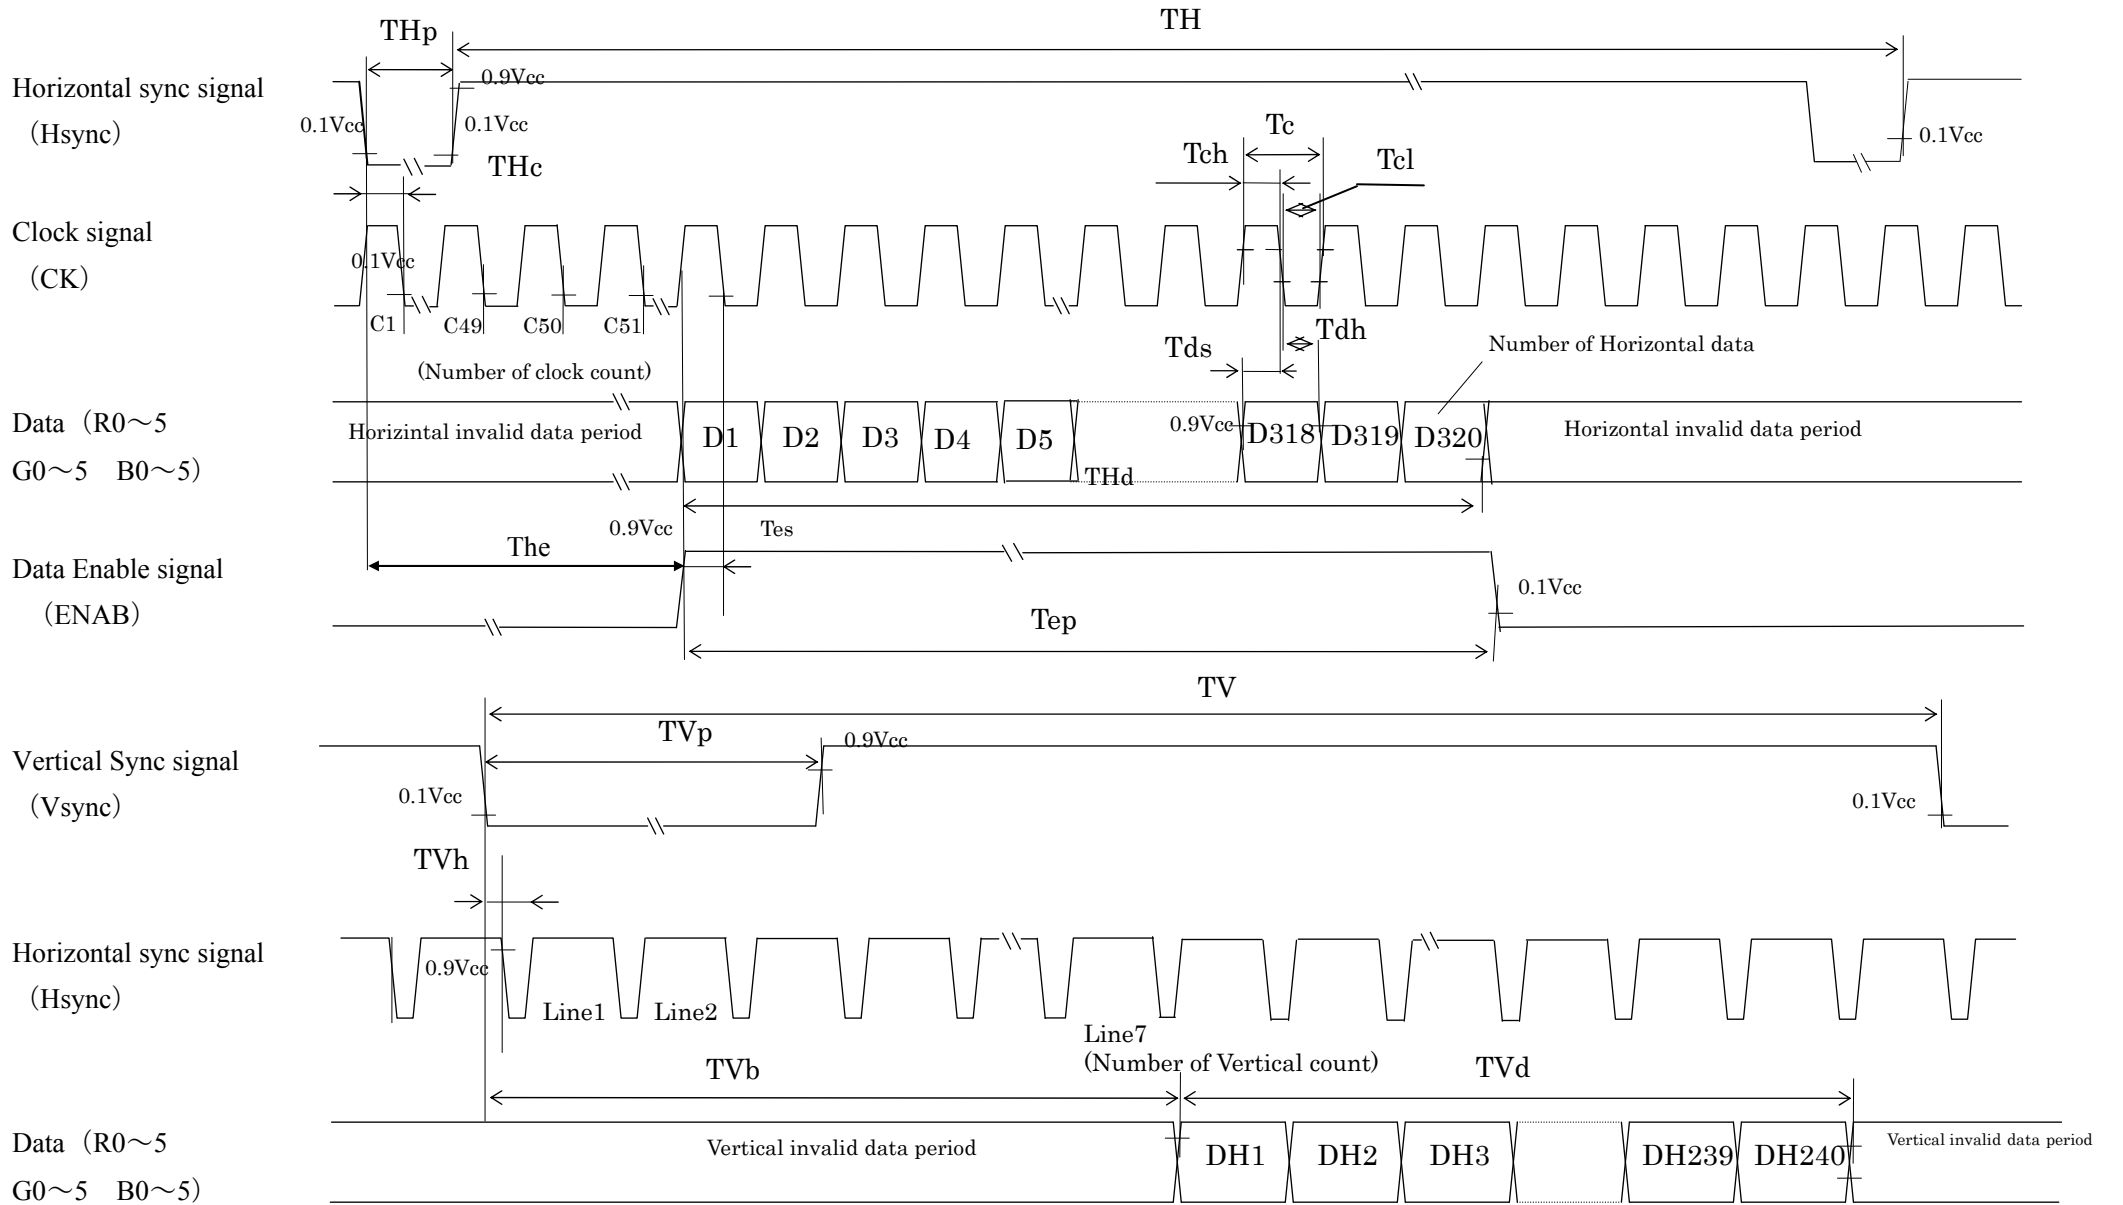 TH
THp
Horizontal sync signal
（Hsync）
0.9Vcc
0.1Vcc
0.1Vcc
0.1Vcc
THc
Tc
Tch
Tcl
Clock signal
（CK）
0.1Vcc
C1
C49
C50
C51
(Number of clock count)
Tds
Tdh
Number of Horizontal data
Data（R0～5
G0～5　B0～5）
Horizintal invalid data period
D1
D2
D3
D4
D5
0.9Vcc
D318
D319
D320
Horizontal invalid data period
THd
0.9Vcc
Tes
The
Data Enable signal
（ENAB）
0.1Vcc
Tep
TV
TVp
Vertical Sync signal
（Vsync）
0.9Vcc
0.1Vcc
0.1Vcc
TVh
Horizontal sync signal
（Hsync）
0.9Vcc
Line1
Line2
Line7
(Number of Vertical count)
TVb
TVd
Data（R0～5
G0～5　B0～5）
Vertical invalid data period
DH1
DH2
DH3
DH239
DH240
Vertical invalid data period